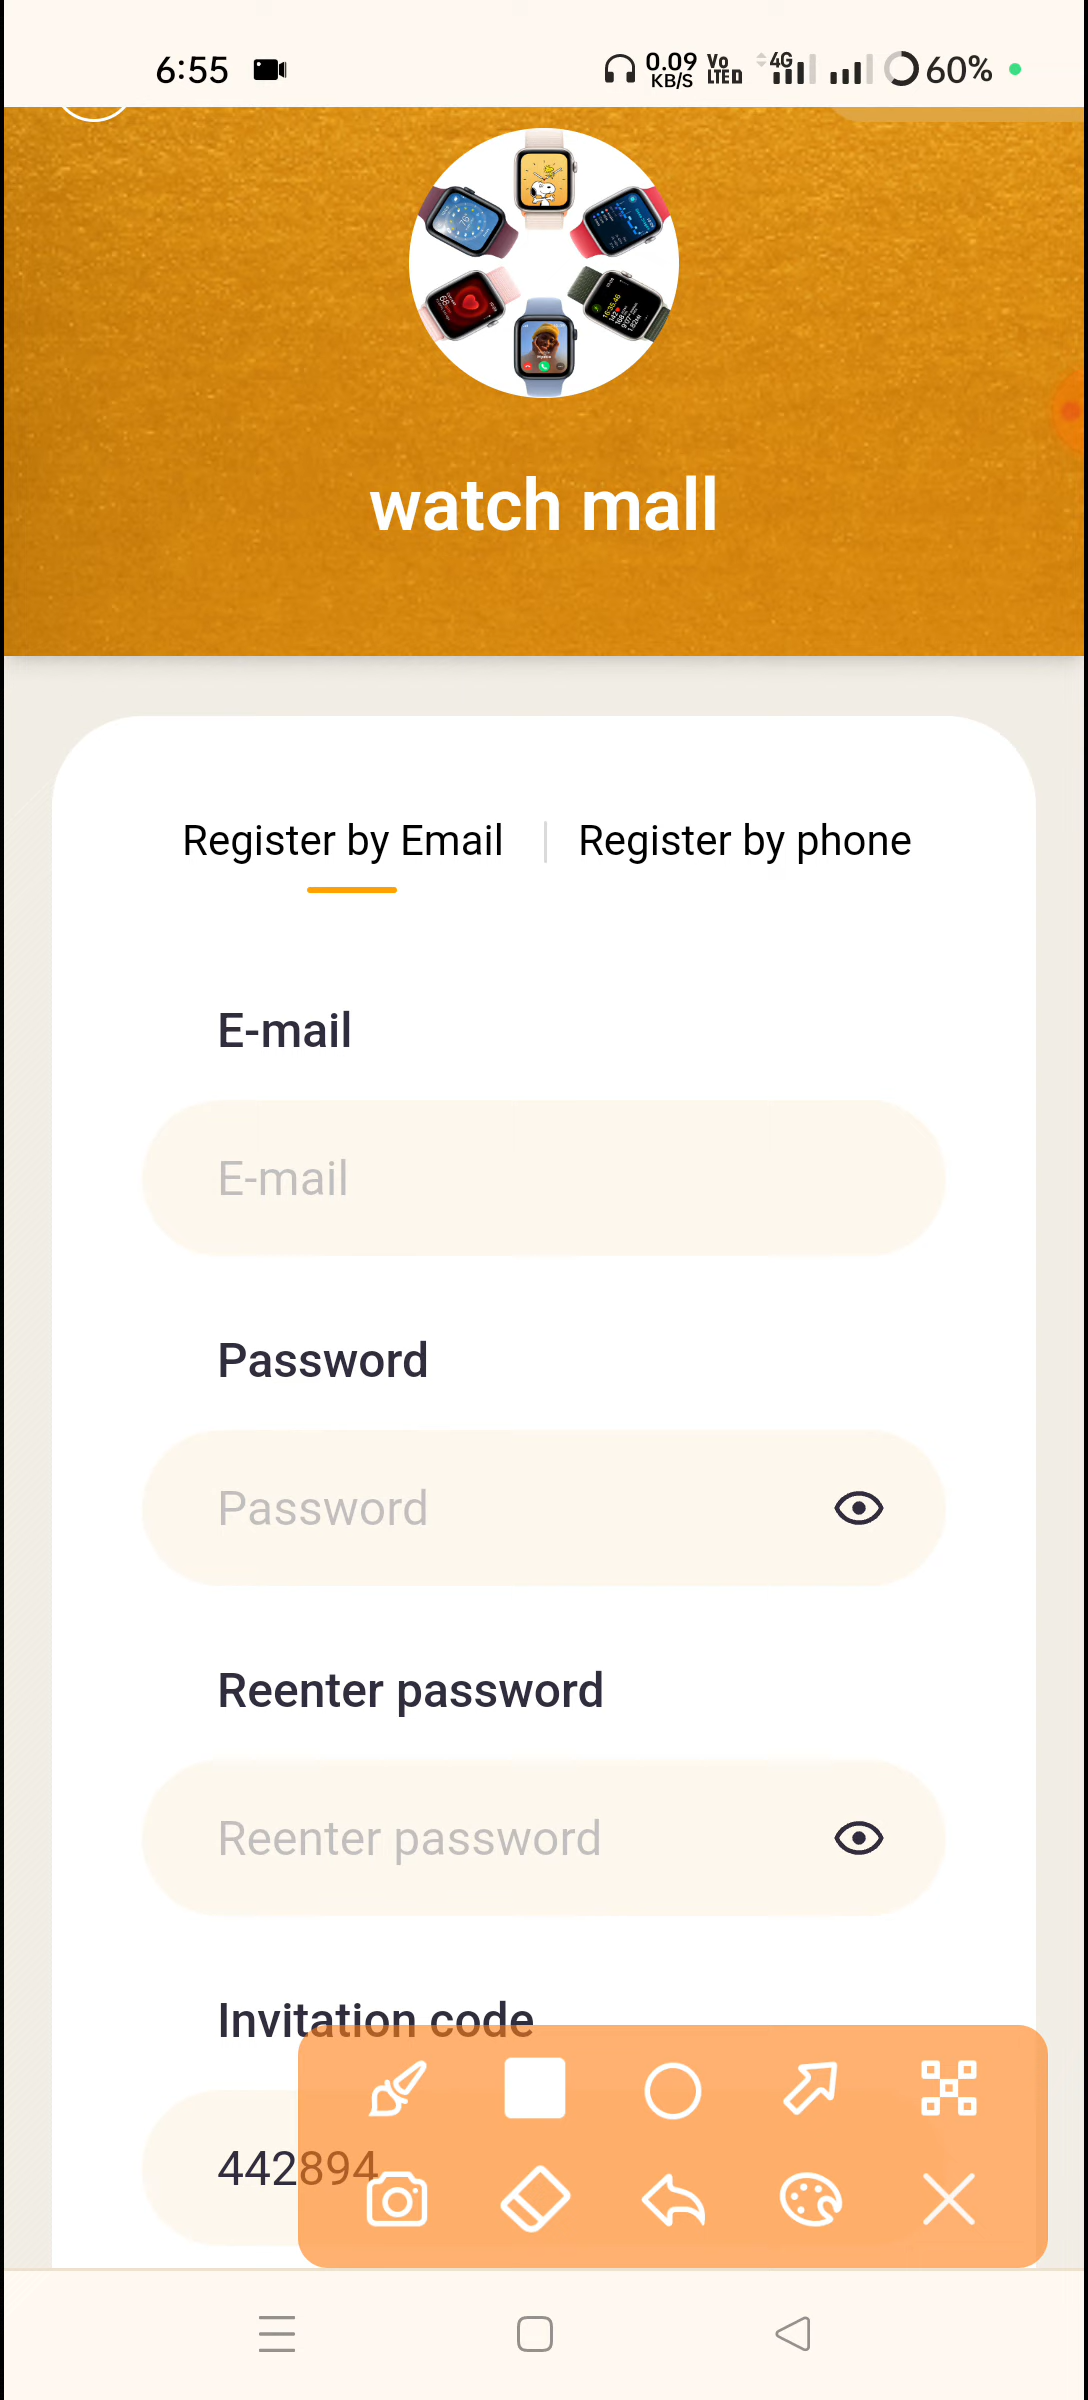 6:55
0.09 KB/S
Vo LTED
4G
60%
watch mall
Register by Email
Register by phone
E-mail
E-mail
Password
Password
Reenter password
Reenter password
Invitation code
442894